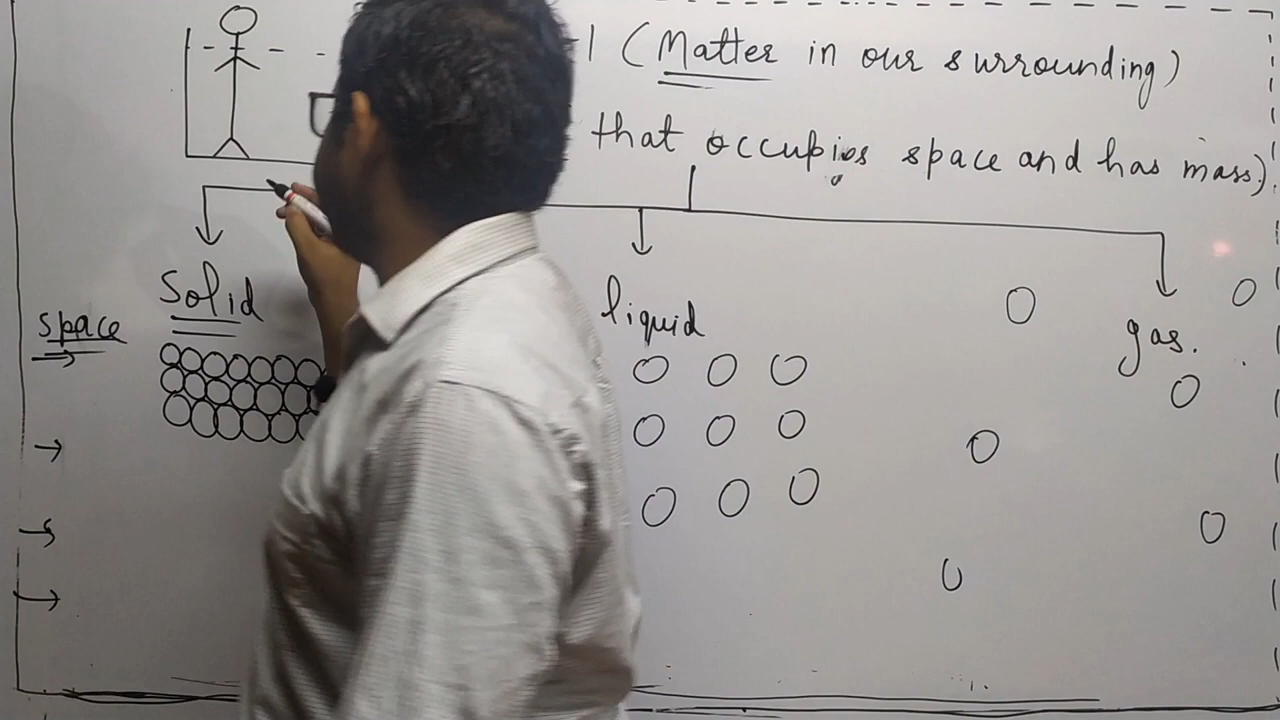 1 (Matter in our surrounding)
that occupies space and has mass.)
Solid
liquid
gas.
space